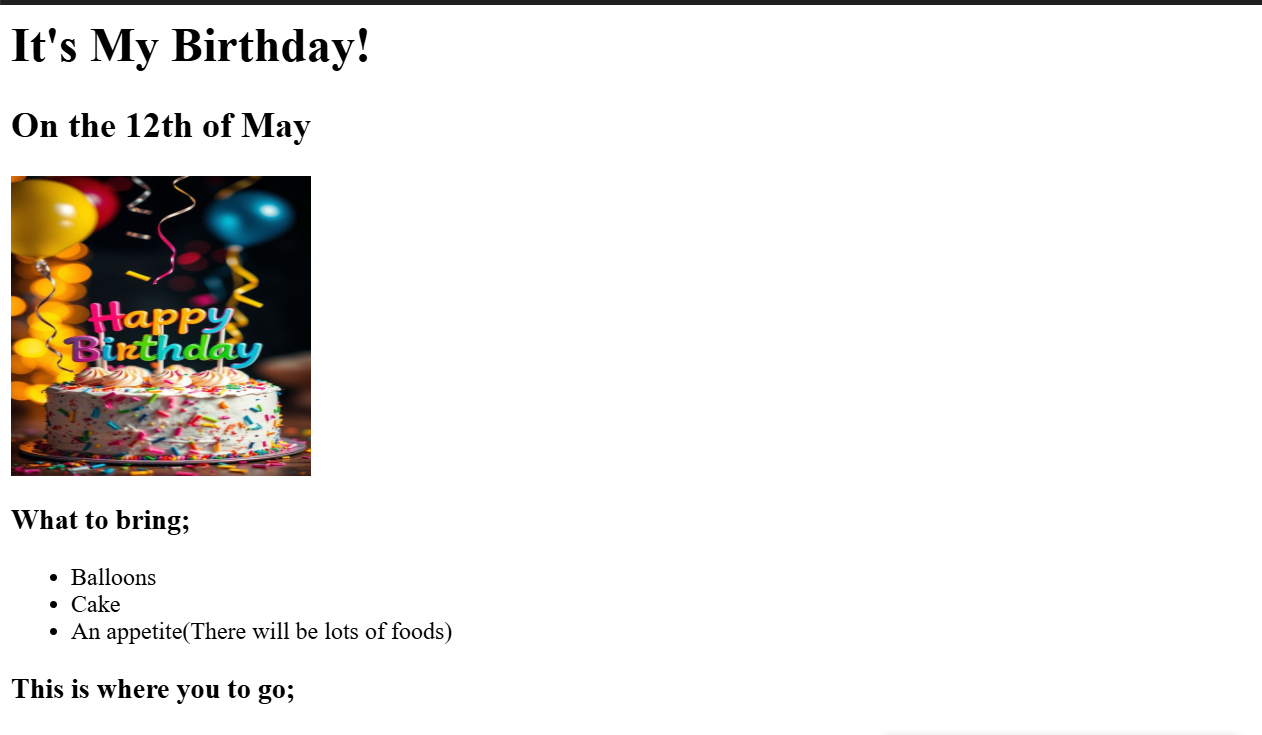 It's My Birthday!
On the 12th of May
Happy
Birthday
What to bring;
Balloons
Cake
An appetite(There will be lots of foods)
This is where you to go;